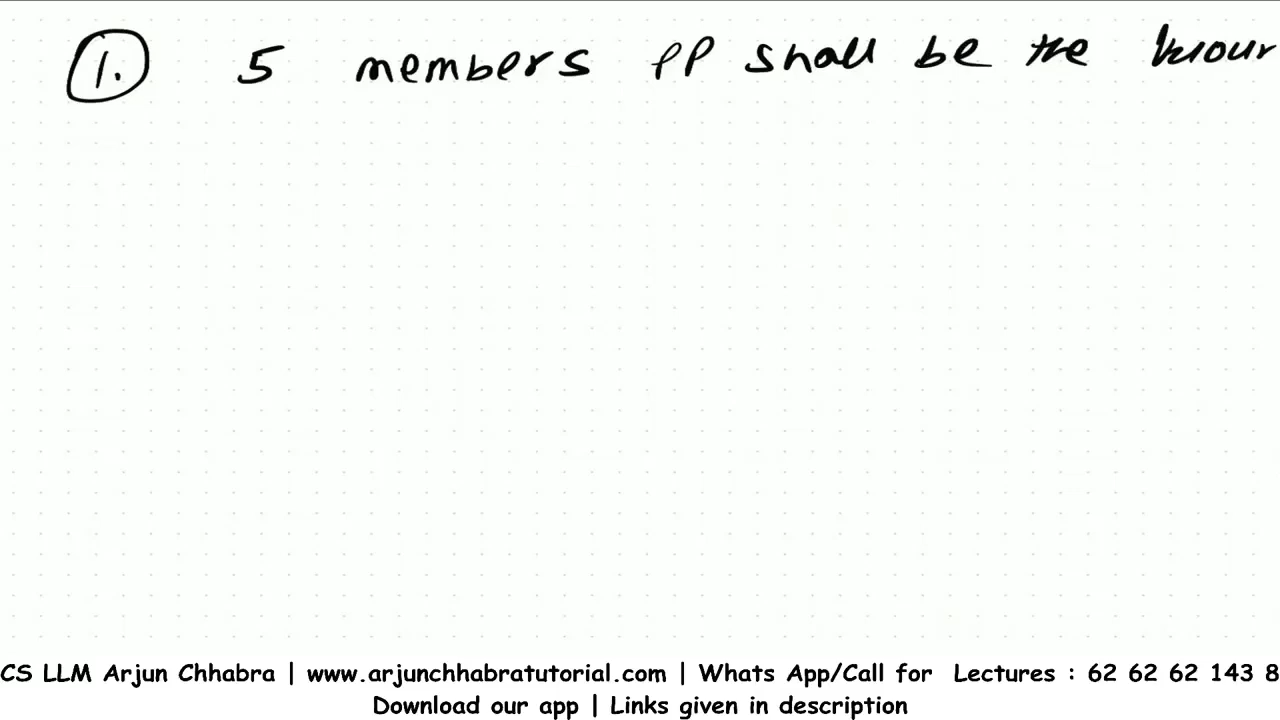 1. 5 members PP shall be the
CS LLM Arjun Chhabra | www.arjunchhabratutorial.com | Whats App/Call for Lectures : 62 62 62 143 8
Download our app | Links given in description